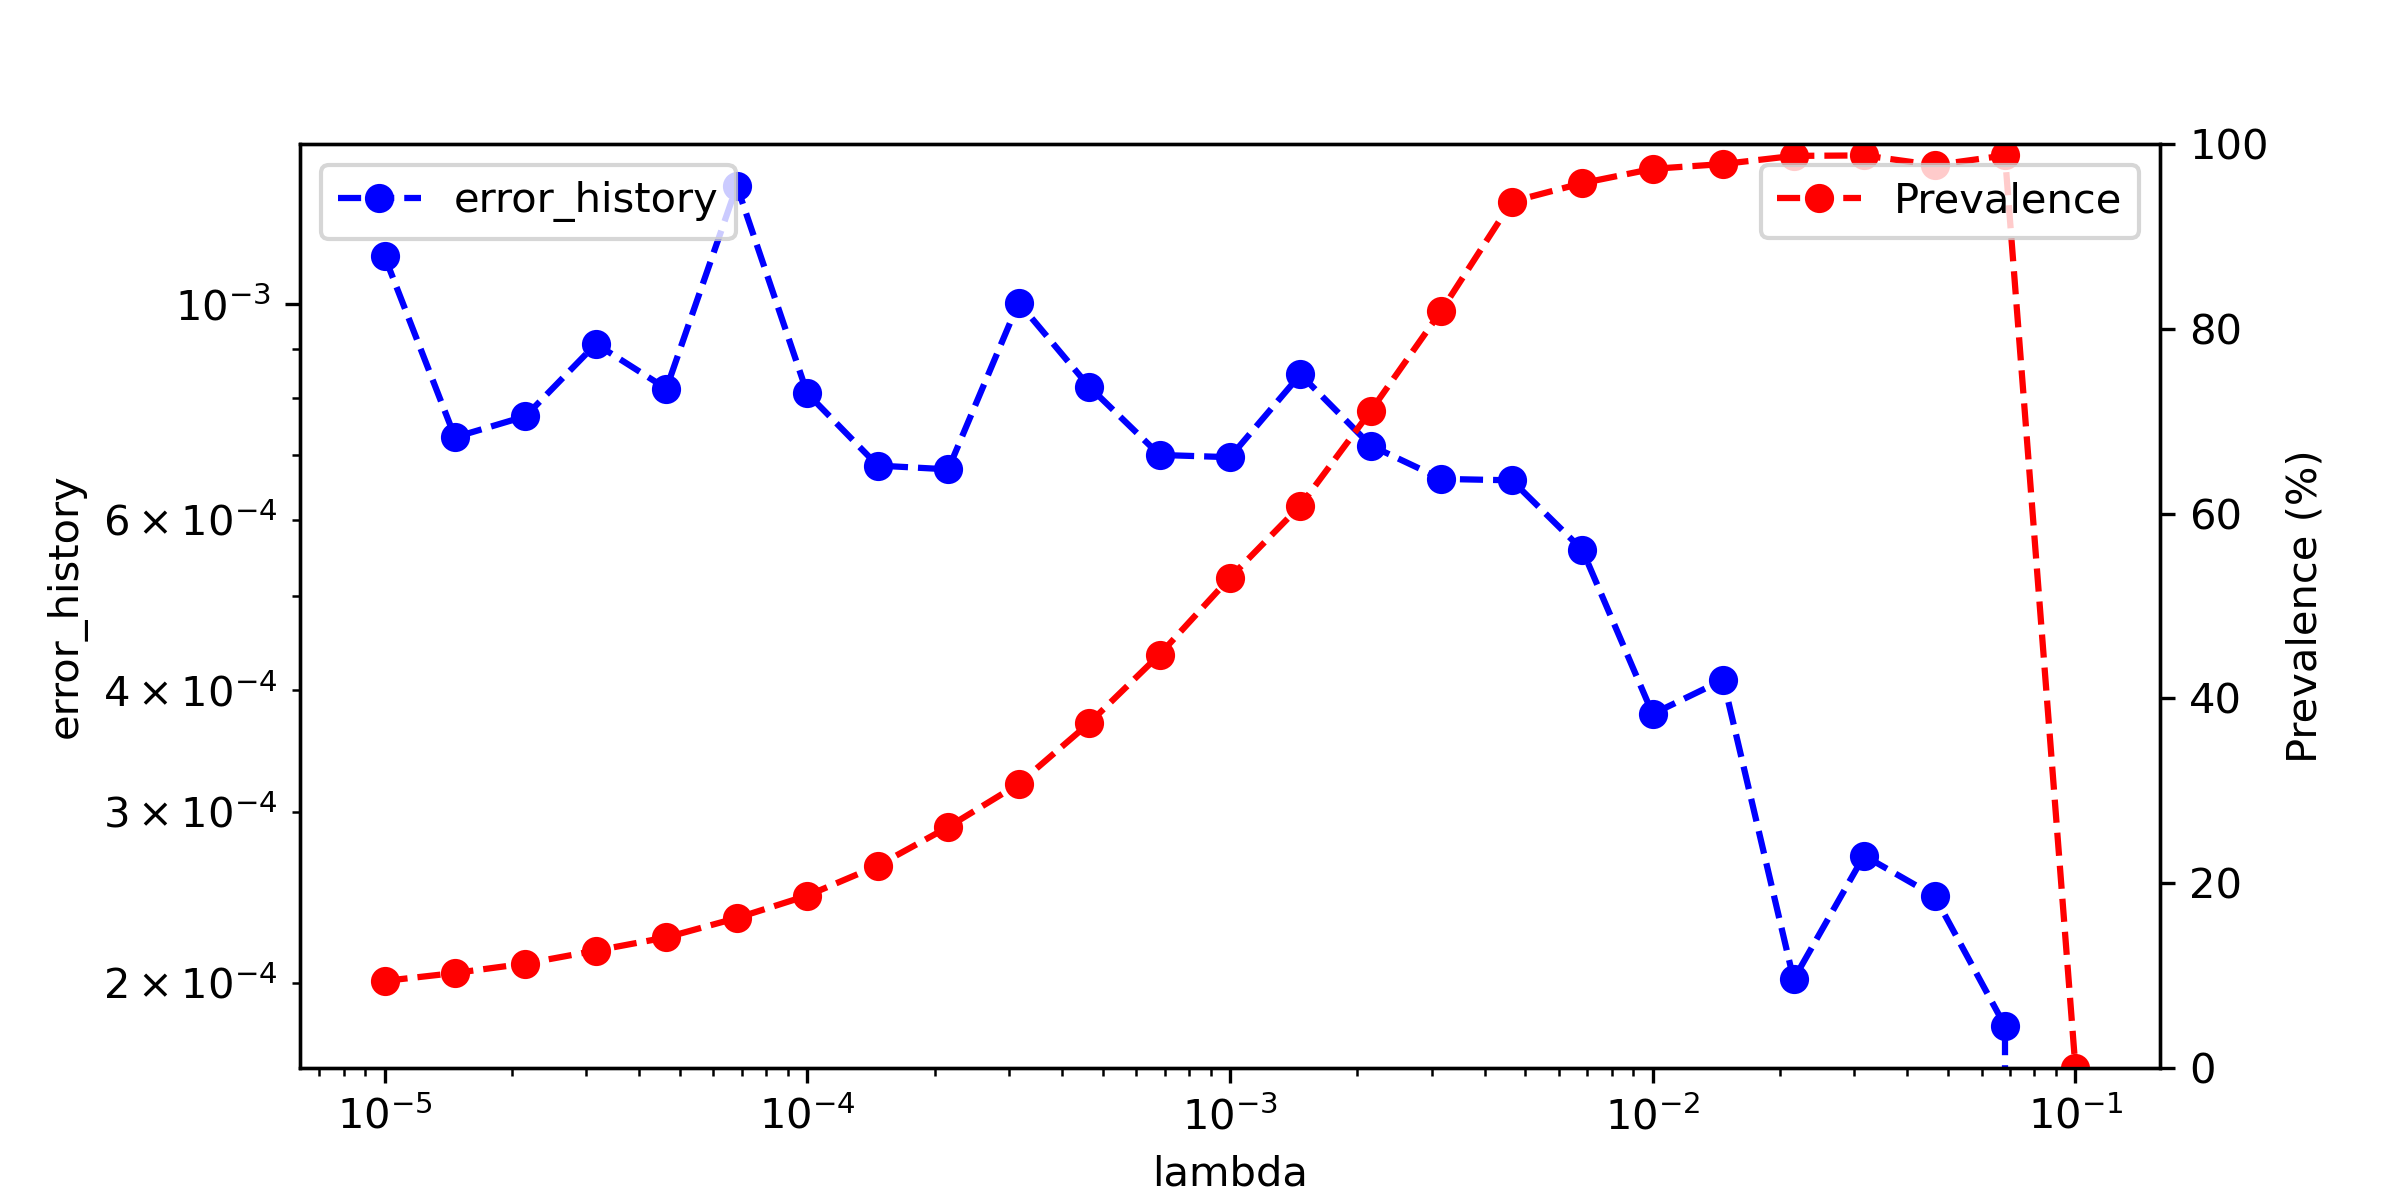 error_history
Prevalence
10⁻³
6 × 10⁻⁴
4 × 10⁻⁴
3 × 10⁻⁴
2 × 10⁻⁴
error_history
100
80
60
40
20
0
Prevalence (%)
10⁻⁵
10⁻⁴
10⁻³
10⁻²
10⁻¹
lambda